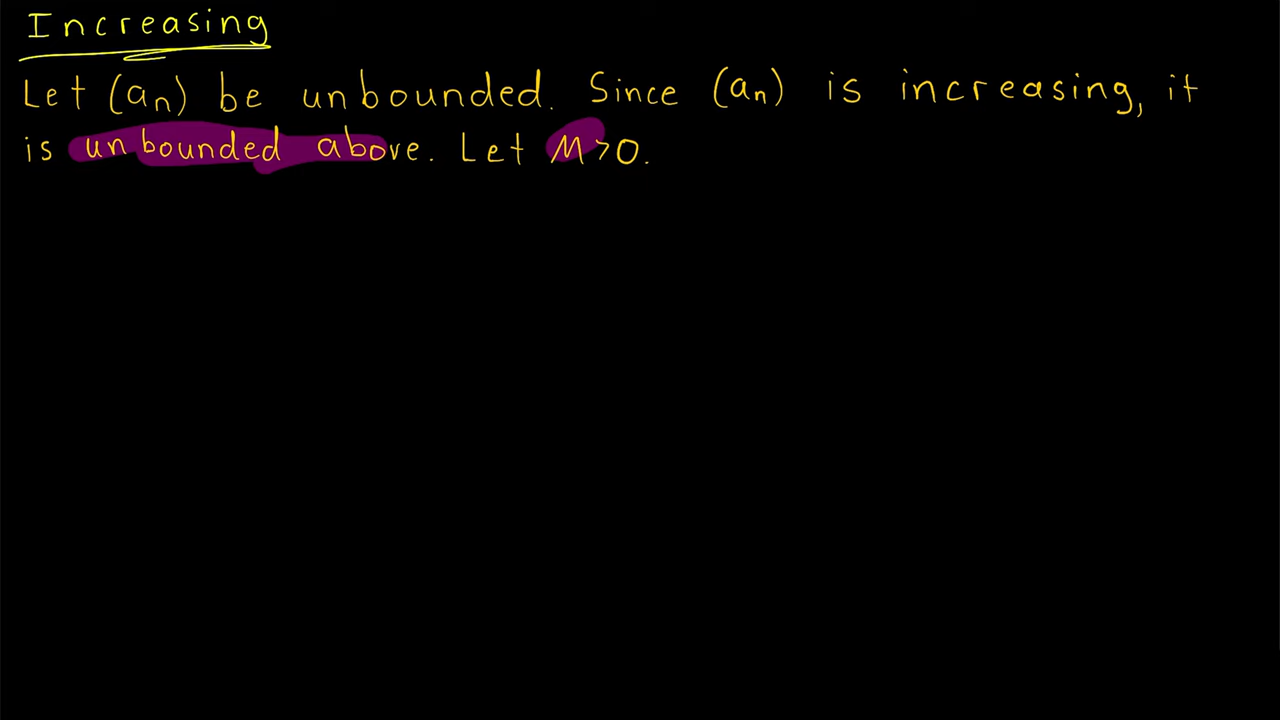 Increasing
Let (aₙ) be unbounded. Since (aₙ) is increasing, it
is unbounded above. Let M>0.